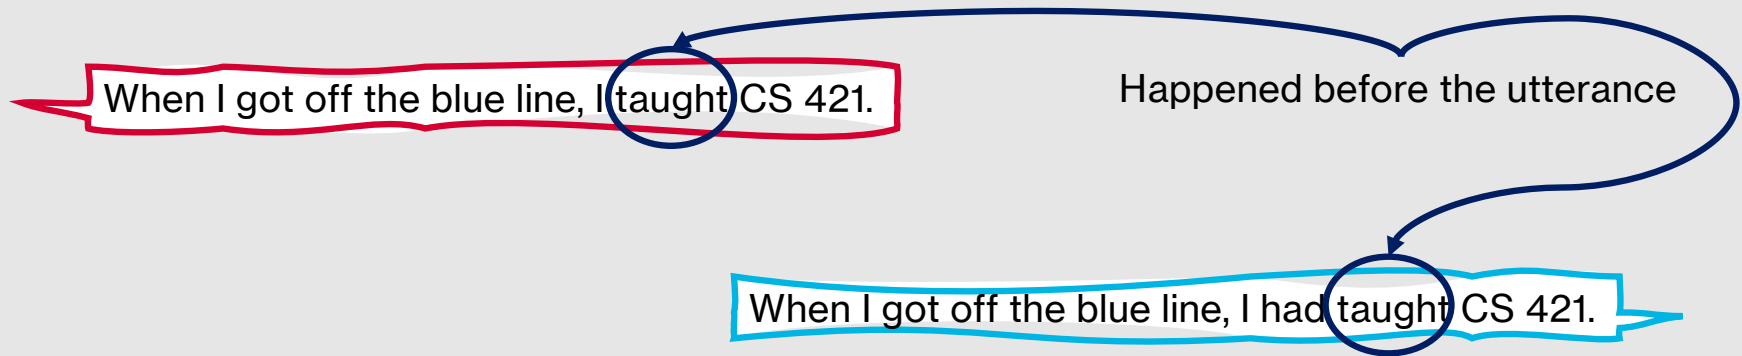 When I got off the blue line, I taught CS 421.
Happened before the utterance
When I got off the blue line, I had taught CS 421.